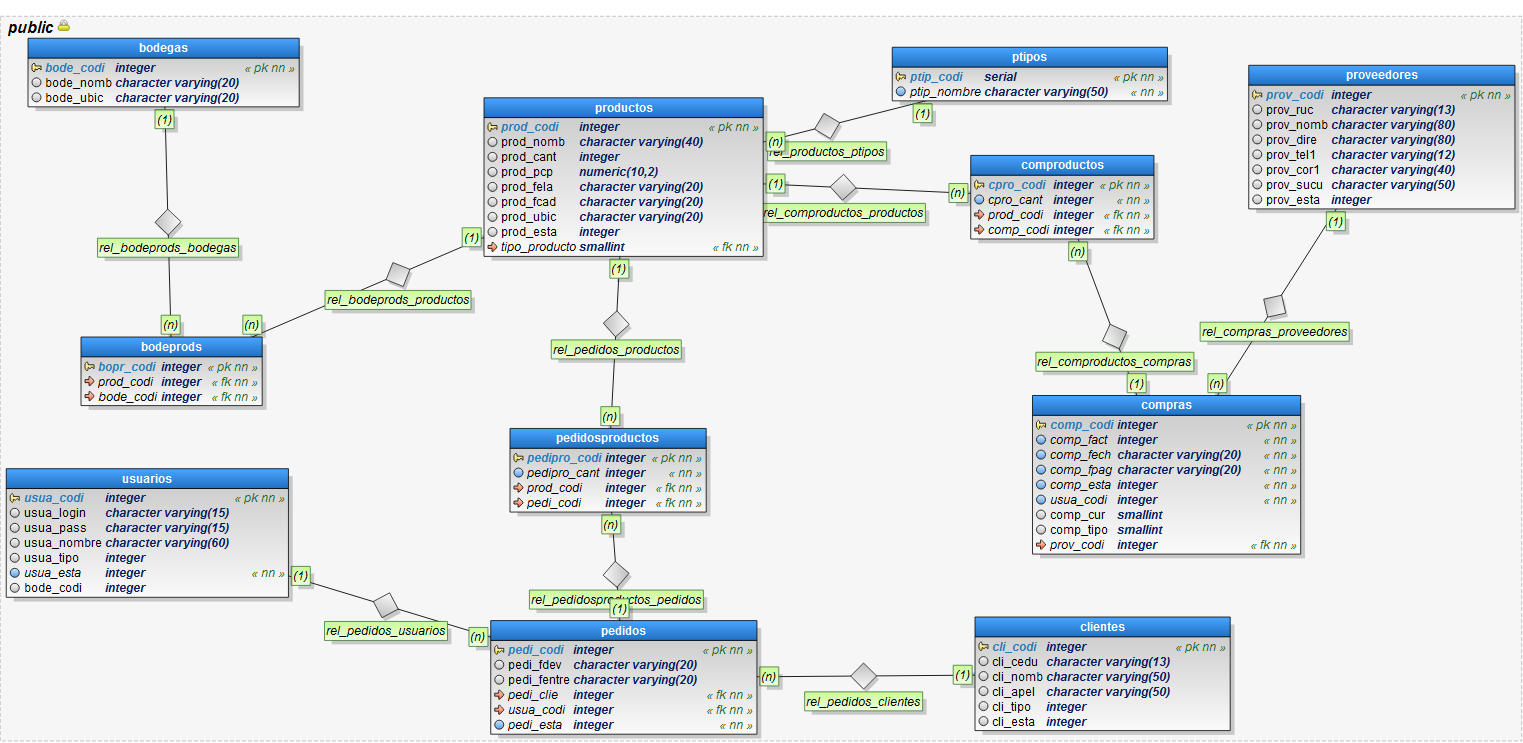 public
bodegas
bode_codi integer « pk nn »
bode_nomb character varying(20)
bode_ubic character varying(20)
(1)
rel_bodeprods_bodegas
(n)
ptipos
ptip_codi serial « pk nn »
ptip_nombre character varying(50) « nn »
(1)
(n)
rel_productos_ptipos
proveedores
prov_codi integer « pk nn »
prov_ruc character varying(13)
prov_nomb character varying(80)
prov_dire character varying(80)
prov_tel1 character varying(12)
prov_cor1 character varying(40)
prov_sucu character varying(50)
prov_esta integer
(1)
rel_compras_proveedores
(n)
productos
prod_codi integer « pk nn »
prod_nomb character varying(40)
prod_cant integer
prod_pcp numeric(10,2)
prod_fela character varying(20)
prod_fcad character varying(20)
prod_ubic character varying(20)
prod_esta integer
tipo_producto smallint « fk nn »
(1)
(n)
rel_comproductos_productos
comproductos
cpro_codi integer « pk nn »
cpro_cant integer « nn »
prod_codi integer « fk nn »
comp_codi integer « fk nn »
(n)
rel_comproductos_compras
(1)
(1)
rel_bodeprods_productos
(n)
bodeprods
bopr_codi integer « pk nn »
prod_codi integer « fk nn »
bode_codi integer « fk nn »
(1)
rel_pedidos_productos
(n)
compras
comp_codi integer « pk nn »
comp_fact integer « nn »
comp_fech character varying(20) « nn »
comp_fpag character varying(20) « nn »
comp_esta integer « nn »
usua_codi integer « nn »
comp_cur smallint
comp_tipo smallint
prov_codi integer « fk nn »
pedidosproductos
pedipro_codi integer « pk nn »
pedipro_cant integer « nn »
prod_codi integer « fk nn »
pedi_codi integer « fk nn »
(n)
rel_pedidosproductos_pedidos
(1)
usuarios
usua_codi integer « pk nn »
usua_login character varying(15)
usua_pass character varying(15)
usua_nombre character varying(60)
usua_tipo integer
usua_esta integer « nn »
bode_codi integer
(1)
rel_pedidos_usuarios
(n)
pedidos
pedi_codi integer « pk nn »
pedi_fdev character varying(20)
pedi_fentre character varying(20)
pedi_clie integer « fk nn »
usua_codi integer « fk nn »
pedi_esta integer « nn »
(n)
rel_pedidos_clientes
(1)
clientes
cli_codi integer « pk nn »
cli_cedu character varying(13)
cli_nomb character varying(50)
cli_apel character varying(50)
cli_tipo integer
cli_esta integer